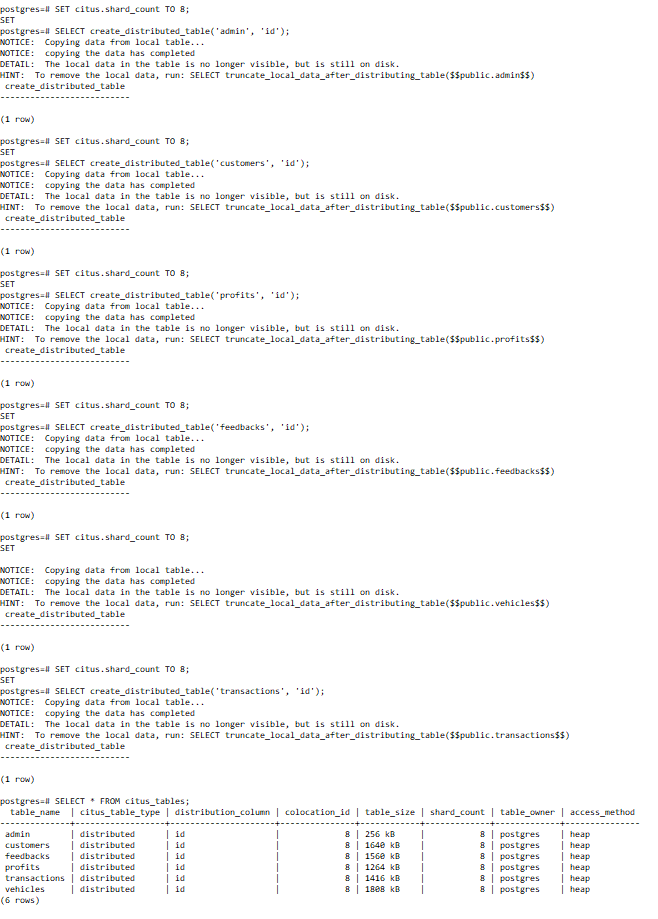 postgres=# SET citus.shard_count TO 8;
SET
postgres=# SELECT create_distributed_table('admin', 'id');
NOTICE:  Copying data from local table...
NOTICE:  copying the data has completed
DETAIL:  The local data in the table is no longer visible, but is still on disk.
HINT:  To remove the local data, run: SELECT truncate_local_data_after_distributing_table($$public.admin$$)
 create_distributed_table
--------------------------
(1 row)
postgres=# SET citus.shard_count TO 8;
SET
postgres=# SELECT create_distributed_table('customers', 'id');
NOTICE:  Copying data from local table...
NOTICE:  copying the data has completed
DETAIL:  The local data in the table is no longer visible, but is still on disk.
HINT:  To remove the local data, run: SELECT truncate_local_data_after_distributing_table($$public.customers$$)
 create_distributed_table
--------------------------
(1 row)
postgres=# SET citus.shard_count TO 8;
SET
postgres=# SELECT create_distributed_table('profits', 'id');
NOTICE:  Copying data from local table...
NOTICE:  copying the data has completed
DETAIL:  The local data in the table is no longer visible, but is still on disk.
HINT:  To remove the local data, run: SELECT truncate_local_data_after_distributing_table($$public.profits$$)
 create_distributed_table
--------------------------
(1 row)
postgres=# SET citus.shard_count TO 8;
SET
postgres=# SELECT create_distributed_table('feedbacks', 'id');
NOTICE:  Copying data from local table...
NOTICE:  copying the data has completed
DETAIL:  The local data in the table is no longer visible, but is still on disk.
HINT:  To remove the local data, run: SELECT truncate_local_data_after_distributing_table($$public.feedbacks$$)
 create_distributed_table
--------------------------
(1 row)
postgres=# SET citus.shard_count TO 8;
SET
NOTICE:  Copying data from local table...
NOTICE:  copying the data has completed
DETAIL:  The local data in the table is no longer visible, but is still on disk.
HINT:  To remove the local data, run: SELECT truncate_local_data_after_distributing_table($$public.vehicles$$)
 create_distributed_table
--------------------------
(1 row)
postgres=# SET citus.shard_count TO 8;
SET
postgres=# SELECT create_distributed_table('transactions', 'id');
NOTICE:  Copying data from local table...
NOTICE:  copying the data has completed
DETAIL:  The local data in the table is no longer visible, but is still on disk.
HINT:  To remove the local data, run: SELECT truncate_local_data_after_distributing_table($$public.transactions$$)
 create_distributed_table
--------------------------
(1 row)
postgres=# SELECT * FROM citus_tables;
  table_name  | citus_table_type | distribution_column | colocation_id | table_size | shard_count | table_owner | access_method
--------------+------------------+---------------------+---------------+------------+-------------+-------------+---------------
 admin        | distributed      | id                  |             8 | 256 kB     |           8 | postgres    | heap
 customers    | distributed      | id                  |             8 | 1640 kB    |           8 | postgres    | heap
 feedbacks    | distributed      | id                  |             8 | 1560 kB    |           8 | postgres    | heap
 profits      | distributed      | id                  |             8 | 1264 kB    |           8 | postgres    | heap
 transactions | distributed      | id                  |             8 | 1416 kB    |           8 | postgres    | heap
 vehicles     | distributed      | id                  |             8 | 1808 kB    |           8 | postgres    | heap
(6 rows)